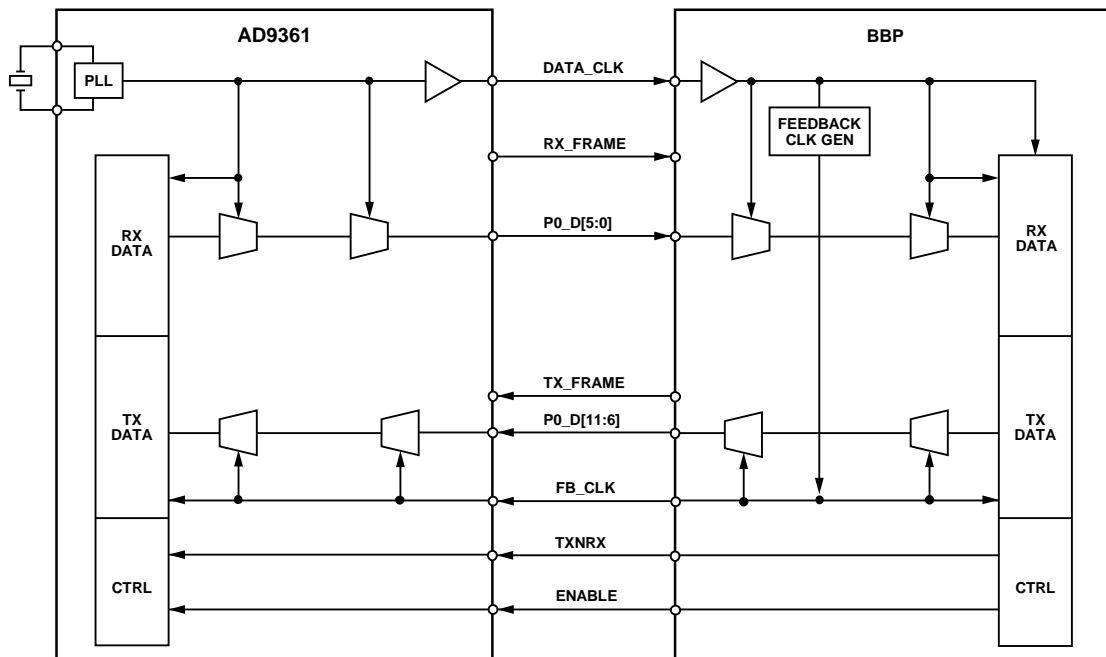 AD9361
BBP
PLL
DATA_CLK
FEEDBACK
CLK GEN
RX_FRAME
RX
DATA
P0_D[5:0]
RX
DATA
TX_FRAME
TX
DATA
P0_D[11:6]
TX
DATA
FB_CLK
TXNRX
CTRL
ENABLE
CTRL